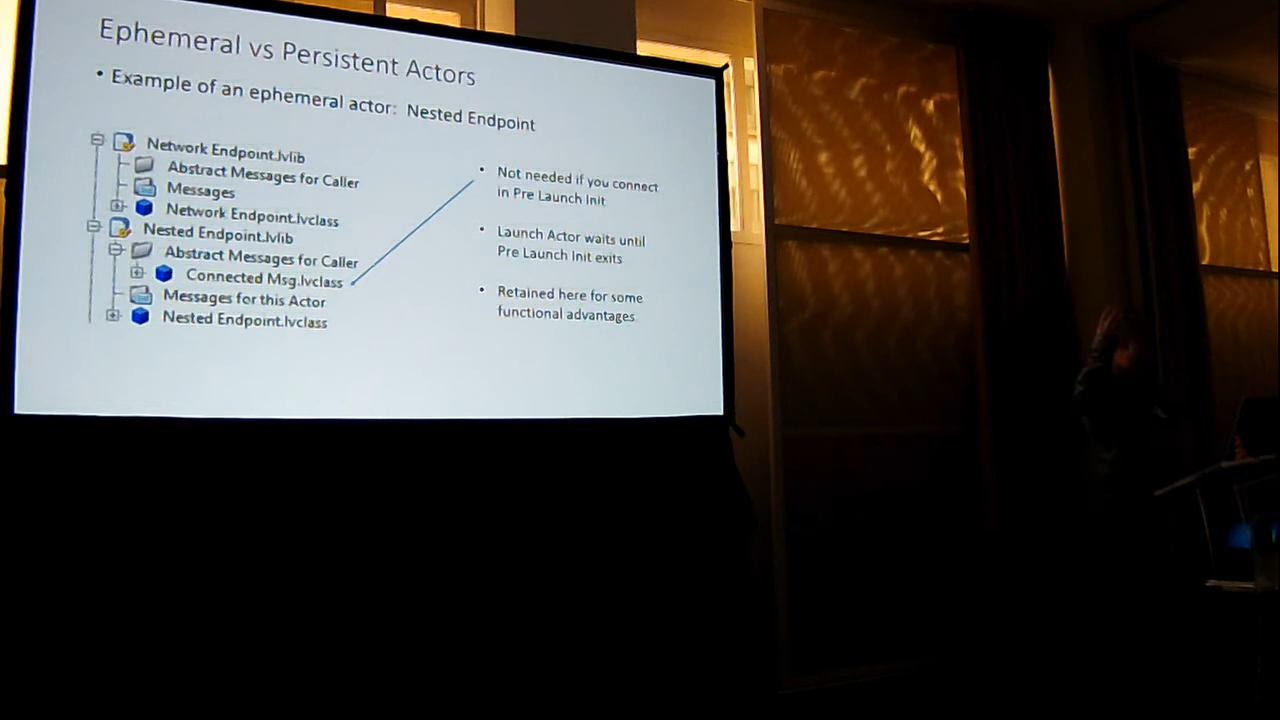 Ephemeral vs Persistent Actors
• Example of an ephemeral actor: Nested Endpoint
Network Endpoint.lvlib
Abstract Messages for Caller
Messages
Network Endpoint.lvclass
Nested Endpoint.lvlib
Abstract Messages for Caller
Connected Msg.lvclass
Messages for this Actor
Nested Endpoint.lvclass
• Not needed if you connect
in Pre Launch Init
• Launch Actor waits until
Pre Launch Init exits
• Retained here for some
functional advantages